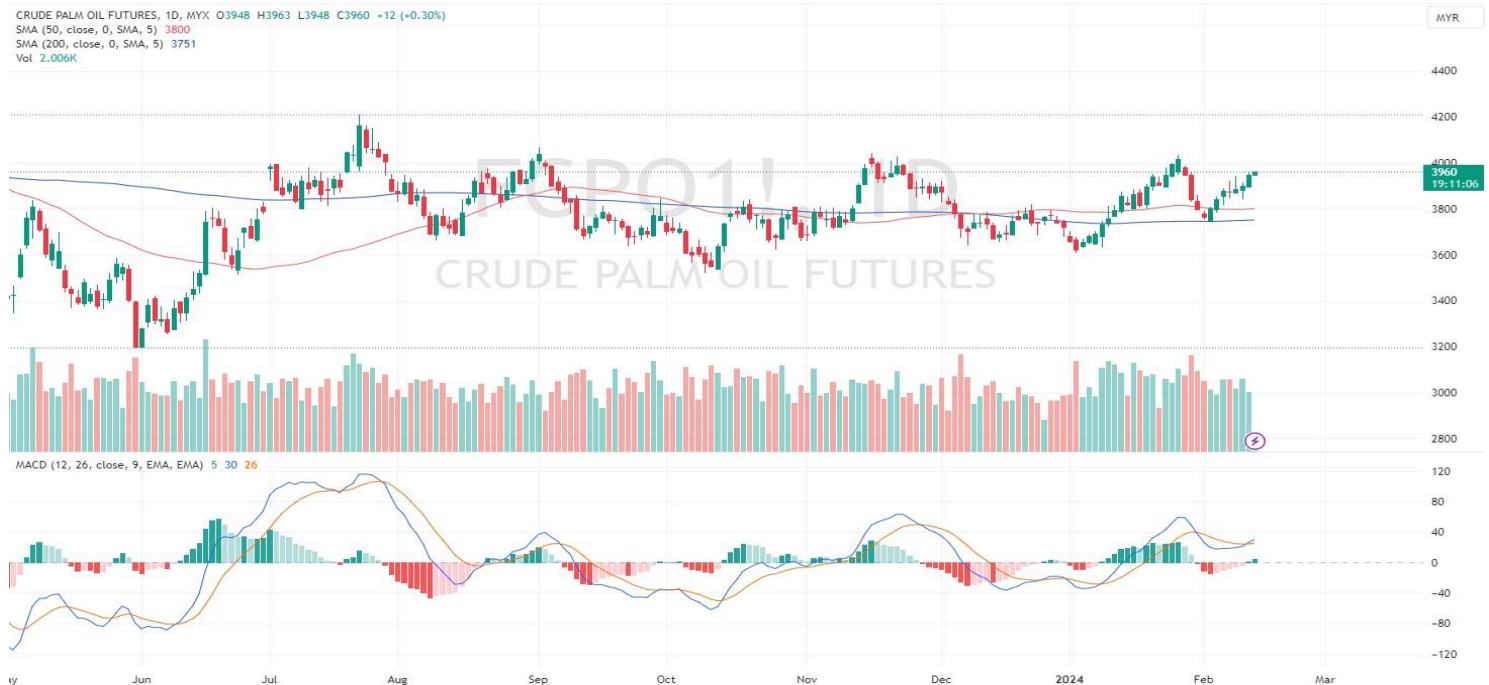 CRUDE PALM OIL FUTURES, 1D, MYX O3948 H3963 L3948 C3960 +12 (+0.30%)
MYR
SMA (50, close, 0, SMA, 5) 3800
SMA (200, close, 0, SMA, 5) 3751
Vol 2.006K
FCPO1!, 1D
CRUDE PALM OIL FUTURES
4400
4200
4000
3960
19:11:06
3800
3600
3400
3200
3000
2800
MACD (12, 26, close, 9, EMA, EMA) 5 30 26
120
80
40
0
−40
−80
−120
ay Jun Jul Aug Sep Oct Nov Dec 2024 Feb Mar